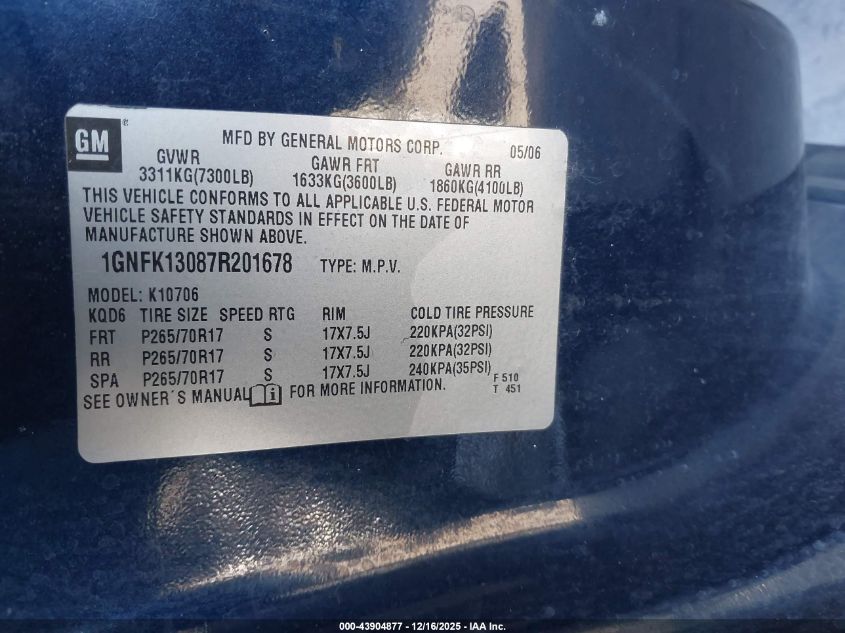 GM ®
MFD BY GENERAL MOTORS CORP. 05/06
GVWR GAWR FRT GAWR RR
3311KG(7300LB) 1633KG(3600LB) 1860KG(4100LB)
THIS VEHICLE CONFORMS TO ALL APPLICABLE U.S. FEDERAL MOTOR
VEHICLE SAFETY STANDARDS IN EFFECT ON THE DATE OF
MANUFACTURE SHOWN ABOVE.
1GNFK13087R201678 TYPE: M.P.V.
MODEL: K10706
KQD6 TIRE SIZE SPEED RTG RIM COLD TIRE PRESSURE
FRT P265/70R17 S 17X7.5J 220KPA(32PSI)
RR P265/70R17 S 17X7.5J 220KPA(32PSI)
SPA P265/70R17 S 17X7.5J 240KPA(35PSI)
SEE OWNER'S MANUAL FOR MORE INFORMATION. F 510
T 451
000-43904877 - 12/16/2025 - IAA Inc.